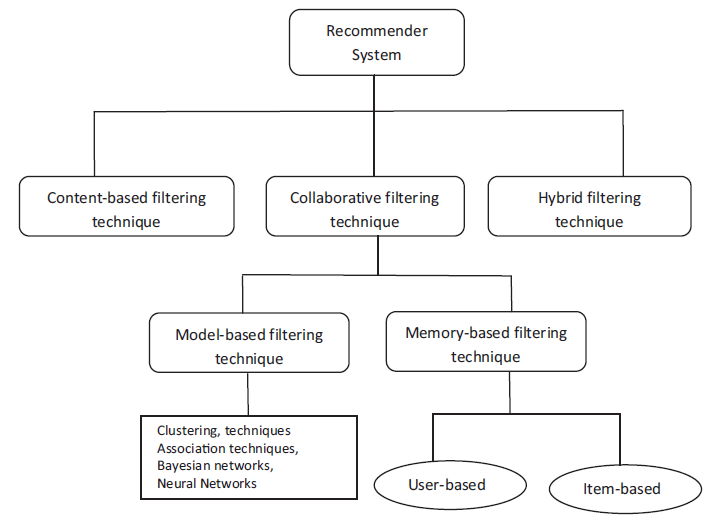 Recommender
System
Content-based filtering
technique
Collaborative filtering
technique
Hybrid filtering
technique
Model-based filtering
technique
Memory-based filtering
technique
Clustering, techniques
Association techniques,
Bayesian networks,
Neural Networks
User-based
Item-based